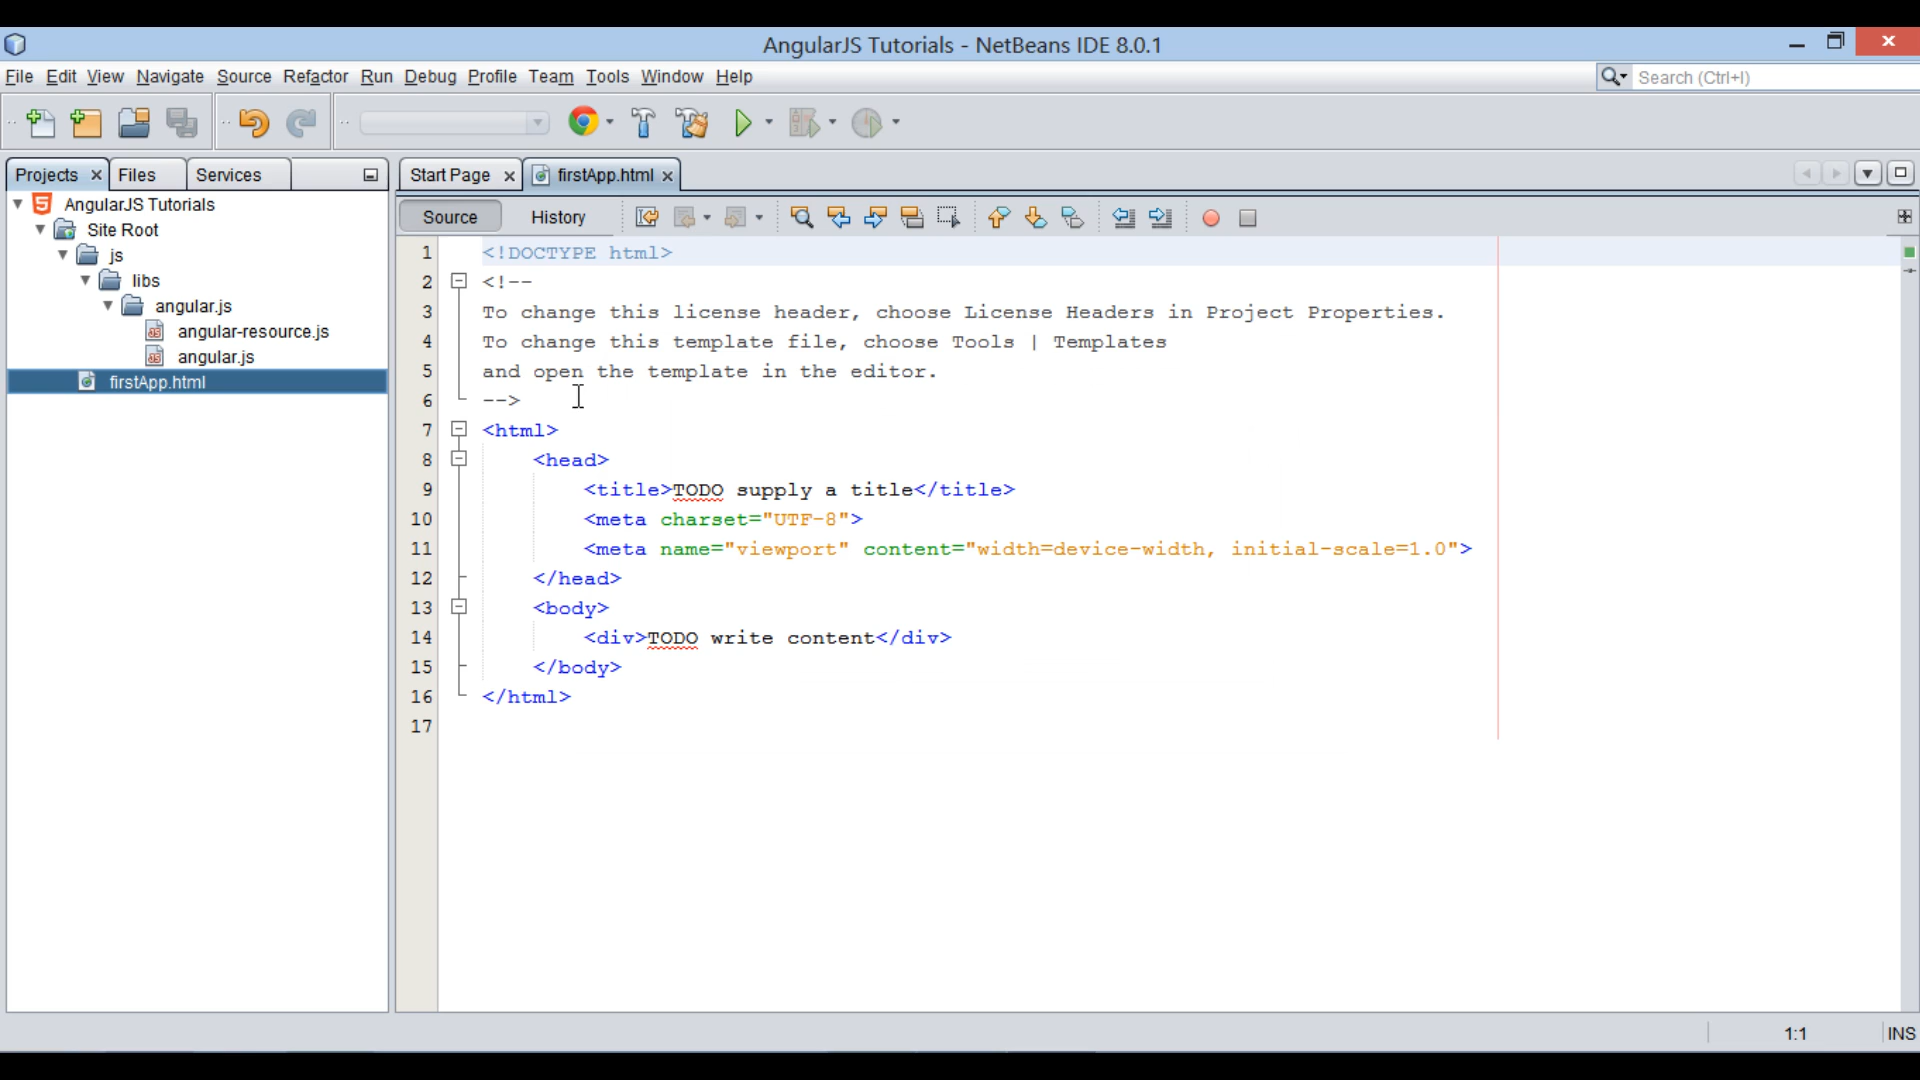 AngularJS Tutorials - NetBeans IDE 8.0.1
File Edit View Navigate Source Refactor Run Debug Profile Team Tools Window Help
Search (Ctrl+I)
Projects Files Services
Start Page firstApp.html
AngularJS Tutorials
Site Root
js
libs
angular.js
angular-resource.js
angular.js
firstApp.html
Source History
1 <!DOCTYPE html>
2 <!--
3 To change this license header, choose License Headers in Project Properties.
4 To change this template file, choose Tools | Templates
5 and open the template in the editor.
6 -->
7 <html>
8 <head>
9 <title>TODO supply a title</title>
10 <meta charset="UTF-8">
11 <meta name="viewport" content="width=device-width, initial-scale=1.0">
12 </head>
13 <body>
14 <div>TODO write content</div>
15 </body>
16 </html>
17
1:1 INS